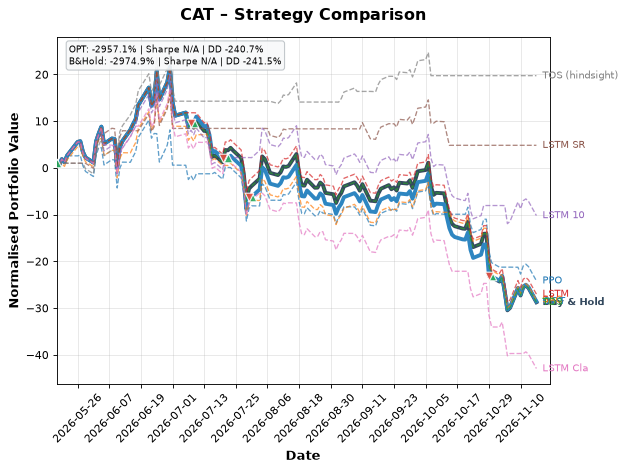 CAT – Strategy Comparison
OPT: -2957.1% | Sharpe N/A | DD -240.7%
B&Hold: -2974.9% | Sharpe N/A | DD -241.5%
Normalised Portfolio Value
20
10
0
−10
−20
−30
−40
TOS (hindsight)
LSTM SR
LSTM 10
PPO
LSTM
Buy & Hold
LSTM Cla
2026-05-26
2026-06-07
2026-06-19
2026-07-01
2026-07-13
2026-07-25
2026-08-06
2026-08-18
2026-08-30
2026-09-11
2026-09-23
2026-10-05
2026-10-17
2026-10-29
2026-11-10
Date